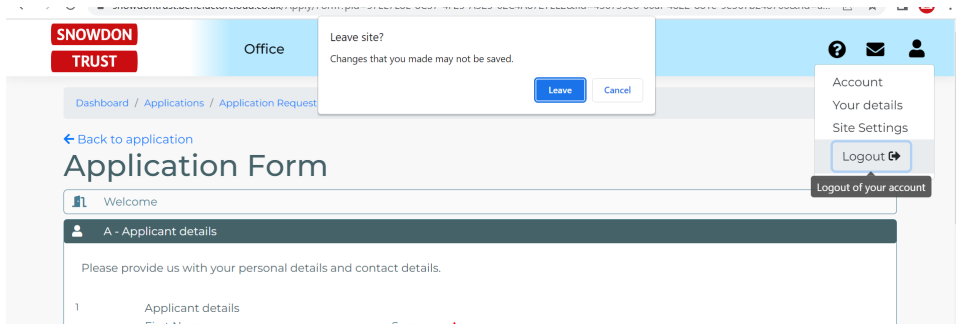 SNOWDON
TRUST
Office
Leave site?
Changes that you made may not be saved.
Leave
Cancel
Account
Your details
Site Settings
Logout
Logout of your account
Dashboard / Applications / Application Request
Back to application
Application Form
Welcome
A - Applicant details
Please provide us with your personal details and contact details.
1
Applicant details